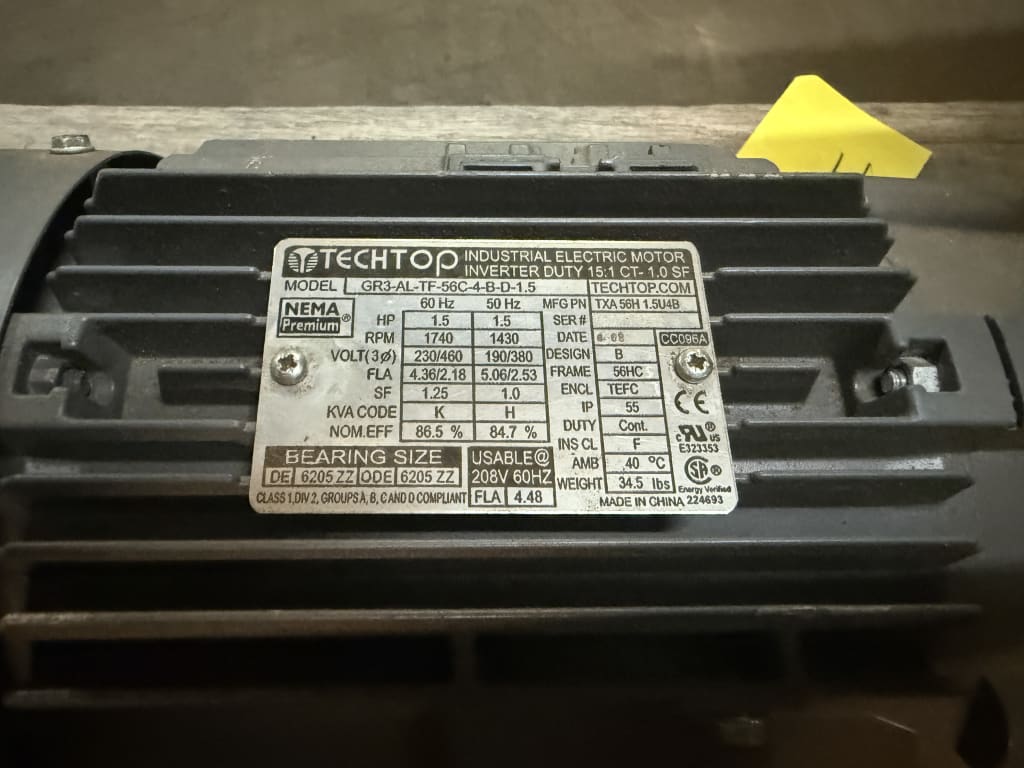 TECHTOP INDUSTRIAL ELECTRIC MOTOR
INVERTER DUTY 15:1 CT- 1.0 SF
MODEL GR3-AL-TF-56C-4-B-D-1.5 TECHTOP.COM
NEMA Premium®
60 Hz 50 Hz
HP 1.5 1.5
RPM 1740 1430
VOLT(3ø) 230/460 190/380
FLA 4.36/2.18 5.06/2.53
SF 1.25 1.0
KVA CODE K H
NOM.EFF 86.5 % 84.7 %
MFG PN TXA 56H 1.5U4B
SER #
DATE CC096A
DESIGN B
FRAME 56HC
ENCL TEFC
IP 55
DUTY Cont.
INS CL F
AMB 40 °C
WEIGHT 34.5 lbs
CE
c RU ® us
E323353
SA ®
Energy Verified
224693
BEARING SIZE
DE 6205 ZZ ODE 6205 ZZ
CLASS 1,DIV 2, GROUPS A, B, C AND D COMPLIANT
USABLE@
208V 60HZ
FLA 4.48
MADE IN CHINA